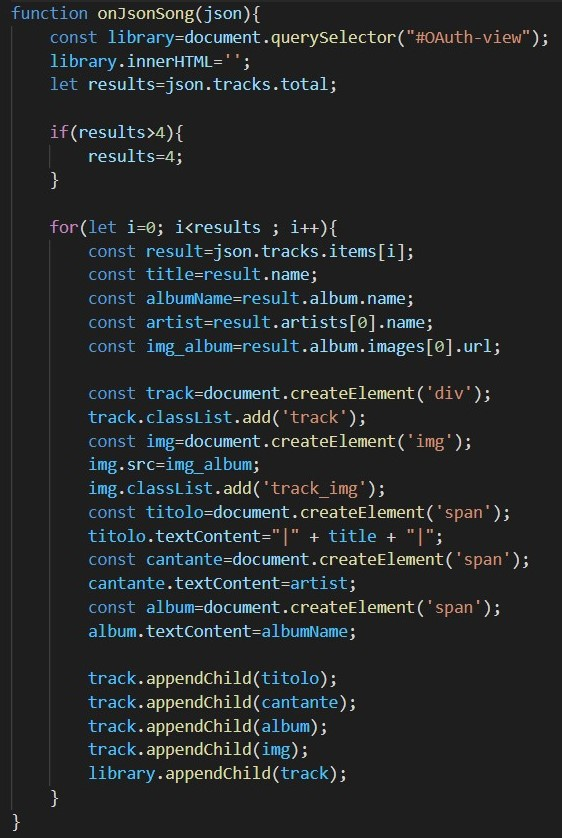 function onJsonSong(json){
    const library=document.querySelector("#OAuth-view");
    library.innerHTML='';
    let results=json.tracks.total;

    if(results>4){
        results=4;
    }

    for(let i=0; i<results ; i++){
        const result=json.tracks.items[i];
        const title=result.name;
        const albumName=result.album.name;
        const artist=result.artists[0].name;
        const img_album=result.album.images[0].url;

        const track=document.createElement('div');
        track.classList.add('track');
        const img=document.createElement('img');
        img.src=img_album;
        img.classList.add('track_img');
        const titolo=document.createElement('span');
        titolo.textContent="|" + title + "|";
        const cantante=document.createElement('span');
        cantante.textContent=artist;
        const album=document.createElement('span');
        album.textContent=albumName;

        track.appendChild(titolo);
        track.appendChild(cantante);
        track.appendChild(album);
        track.appendChild(img);
        library.appendChild(track);
    }
}